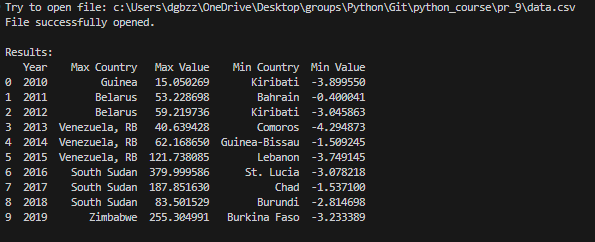 Try to open file: c:\Users\dgbzz\OneDrive\Desktop\groups\Python\Git\python_course\pr_9\data.csv
File successfully opened.
Results:
Year Max Country Max Value Min Country Min Value
0 2010 Guinea 15.050269 Kiribati -3.899550
1 2011 Belarus 53.228698 Bahrain -0.400041
2 2012 Belarus 59.219736 Kiribati -3.045863
3 2013 Venezuela, RB 40.639428 Comoros -4.294873
4 2014 Venezuela, RB 62.168650 Guinea-Bissau -1.509245
5 2015 Venezuela, RB 121.738085 Lebanon -3.749145
6 2016 South Sudan 379.999586 St. Lucia -3.078218
7 2017 South Sudan 187.851630 Chad -1.537100
8 2018 South Sudan 83.501529 Burundi -2.814698
9 2019 Zimbabwe 255.304991 Burkina Faso -3.233389